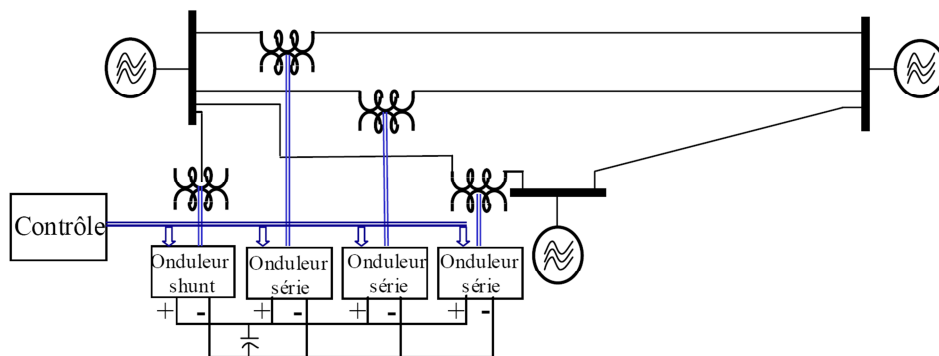 Contrôle
Onduleur
shunt
Onduleur
série
Onduleur
série
Onduleur
série
+ -
+ -
+ -
+ -